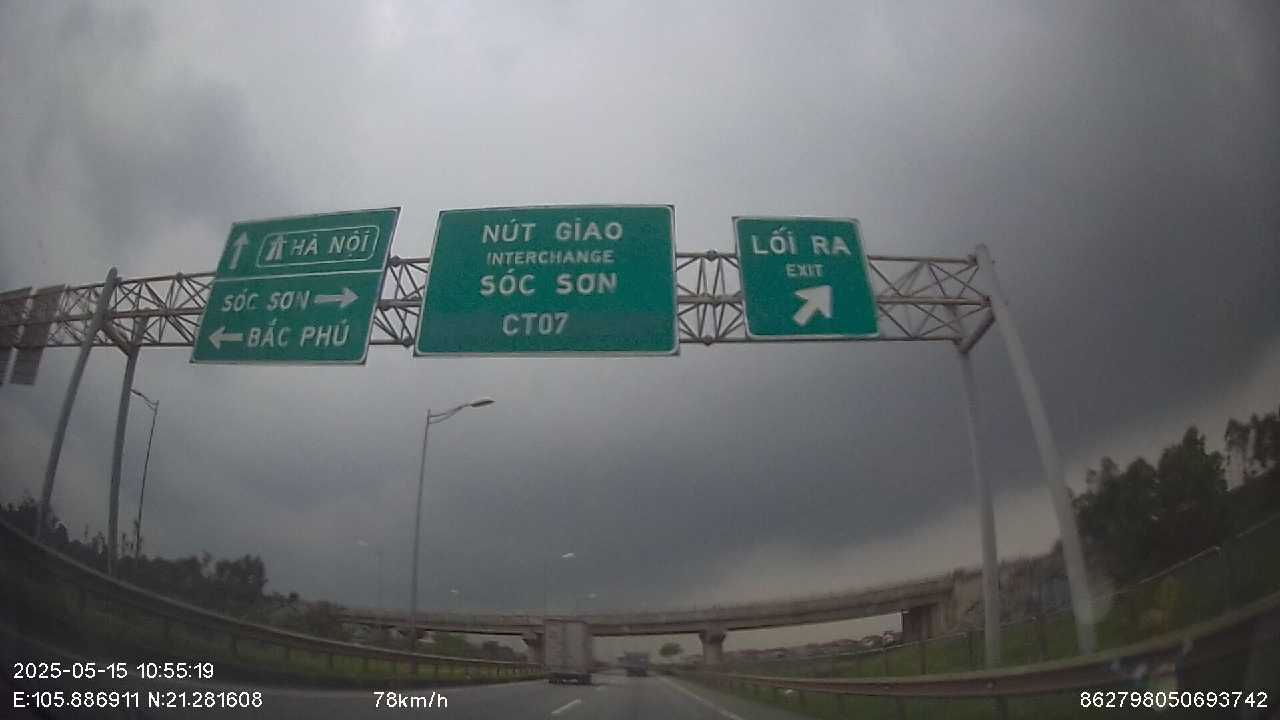 HÀ NỘI
SÓC SƠN
BẮC PHÚ
NÚT GIAO
INTERCHANGE
SÓC SƠN
CT07
LỐI RA
EXIT
2025-05-15 10:55:19
E:105.886911 N:21.281608
78km/h
862798050693742